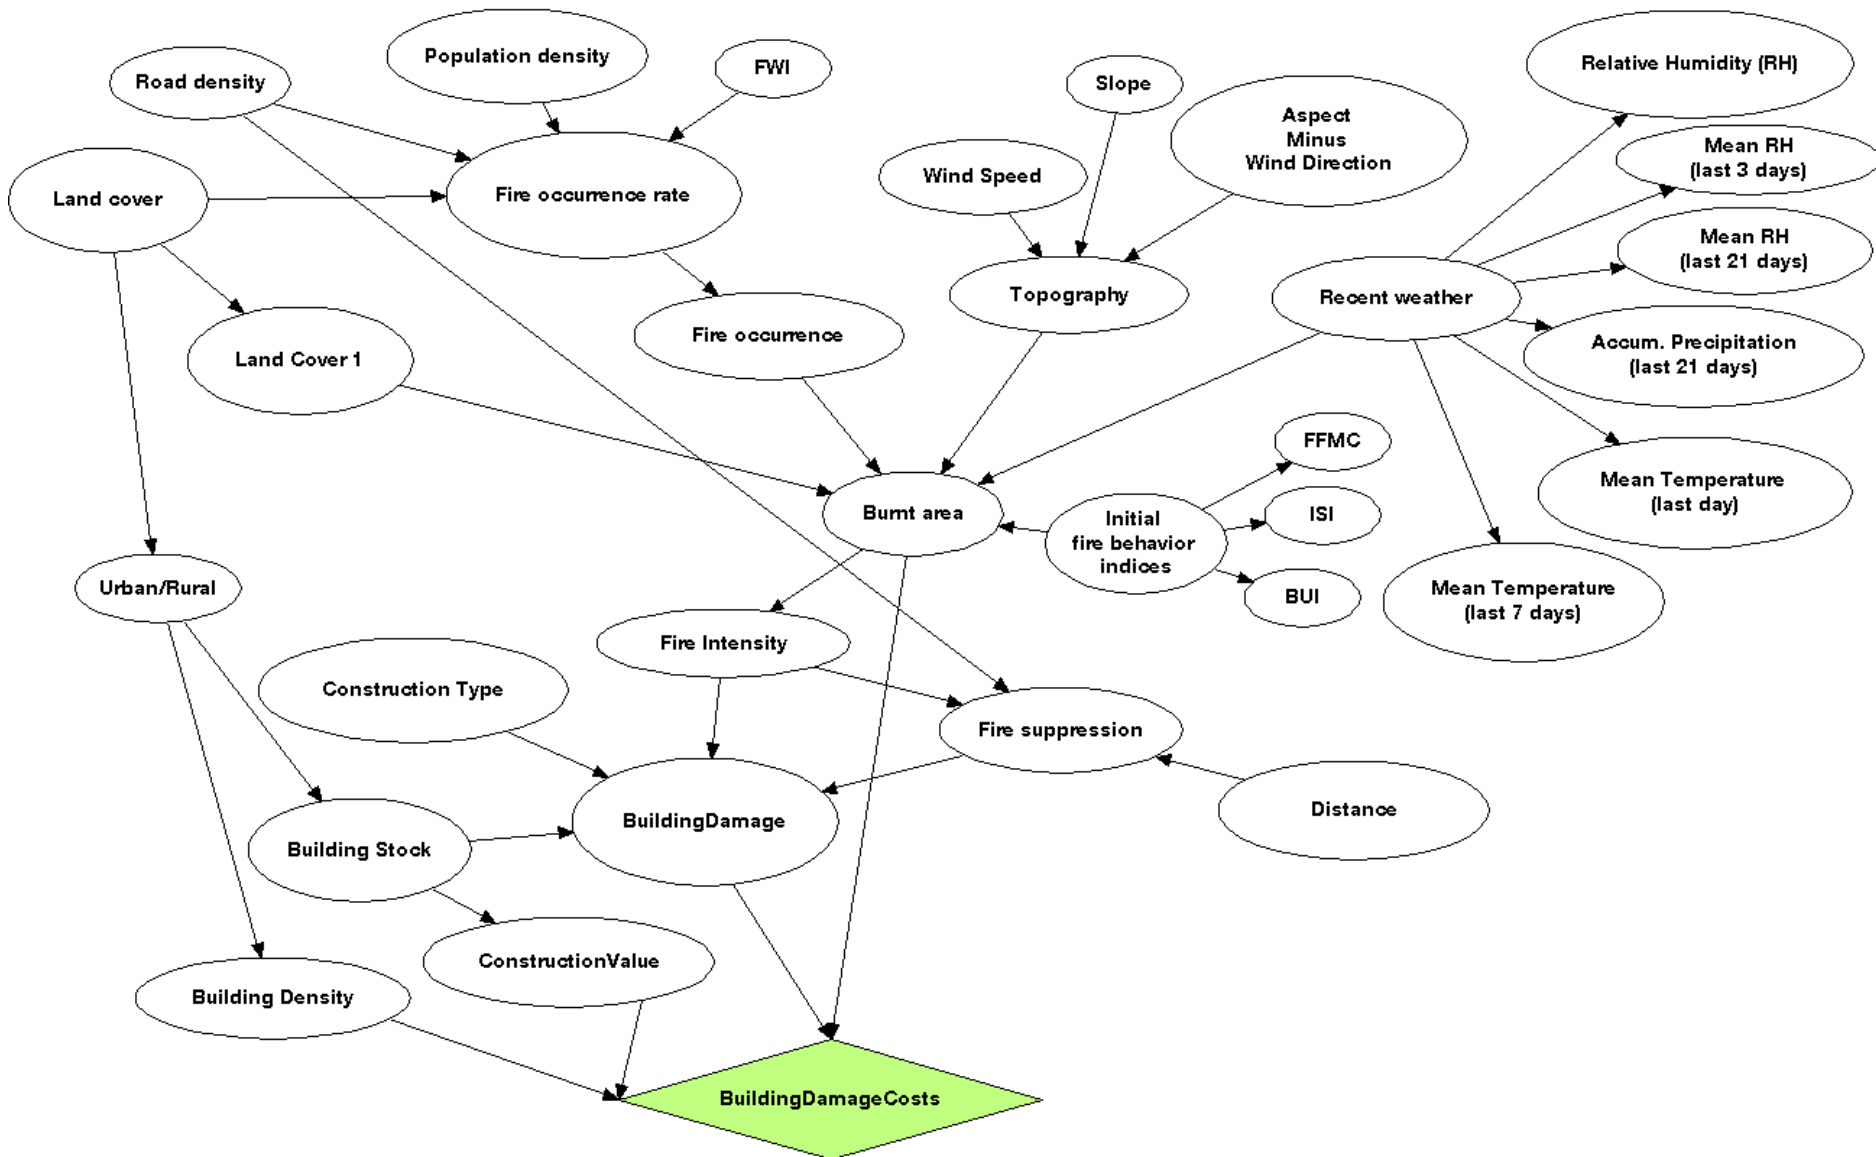 Population density
Relative Humidity (RH)
FWI
Road density
Slope
Aspect
Minus
Wind Direction
Mean RH
(last 3 days)
Wind Speed
Fire occurrence rate
Land cover
Mean RH
(last 21 days)
Topography
Recent weather
Fire occurrence
Accum. Precipitation
(last 21 days)
Land Cover 1
FFMC
Mean Temperature
(last day)
Burnt area
ISI
Initial
fire behavior
indices
Urban/Rural
BUI
Mean Temperature
(last 7 days)
Fire Intensity
Construction Type
Fire suppression
Distance
BuildingDamage
Building Stock
ConstructionValue
Building Density
BuildingDamageCosts